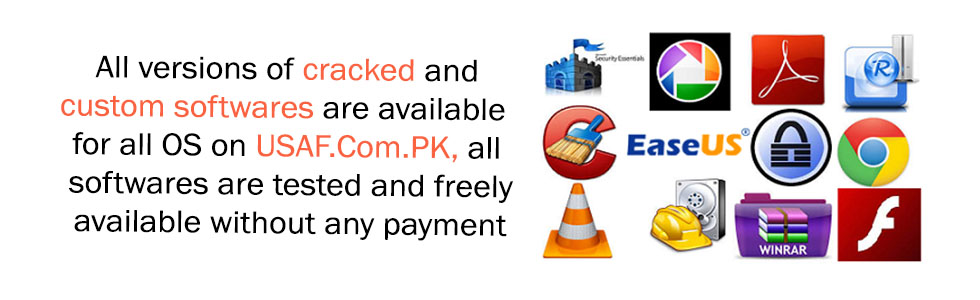 All versions of cracked and
custom softwares are available
for all OS on USAF.Com.PK, all
softwares are tested and freely
available without any payment
Security Essentials
EaseUS®
WINRAR